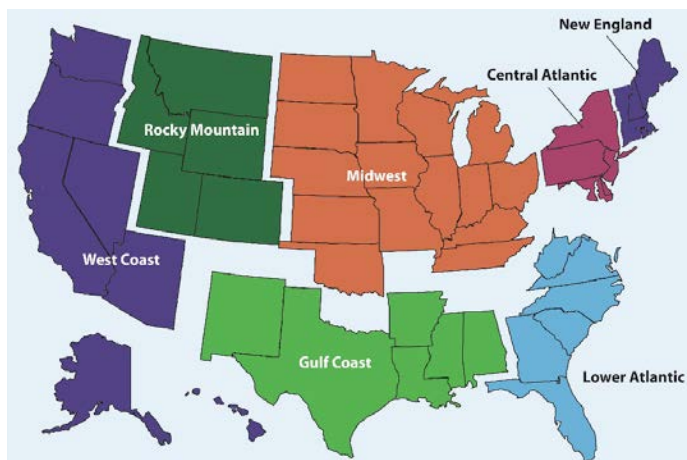 New England
Central Atlantic
Rocky Mountain
Midwest
West Coast
Gulf Coast
Lower Atlantic